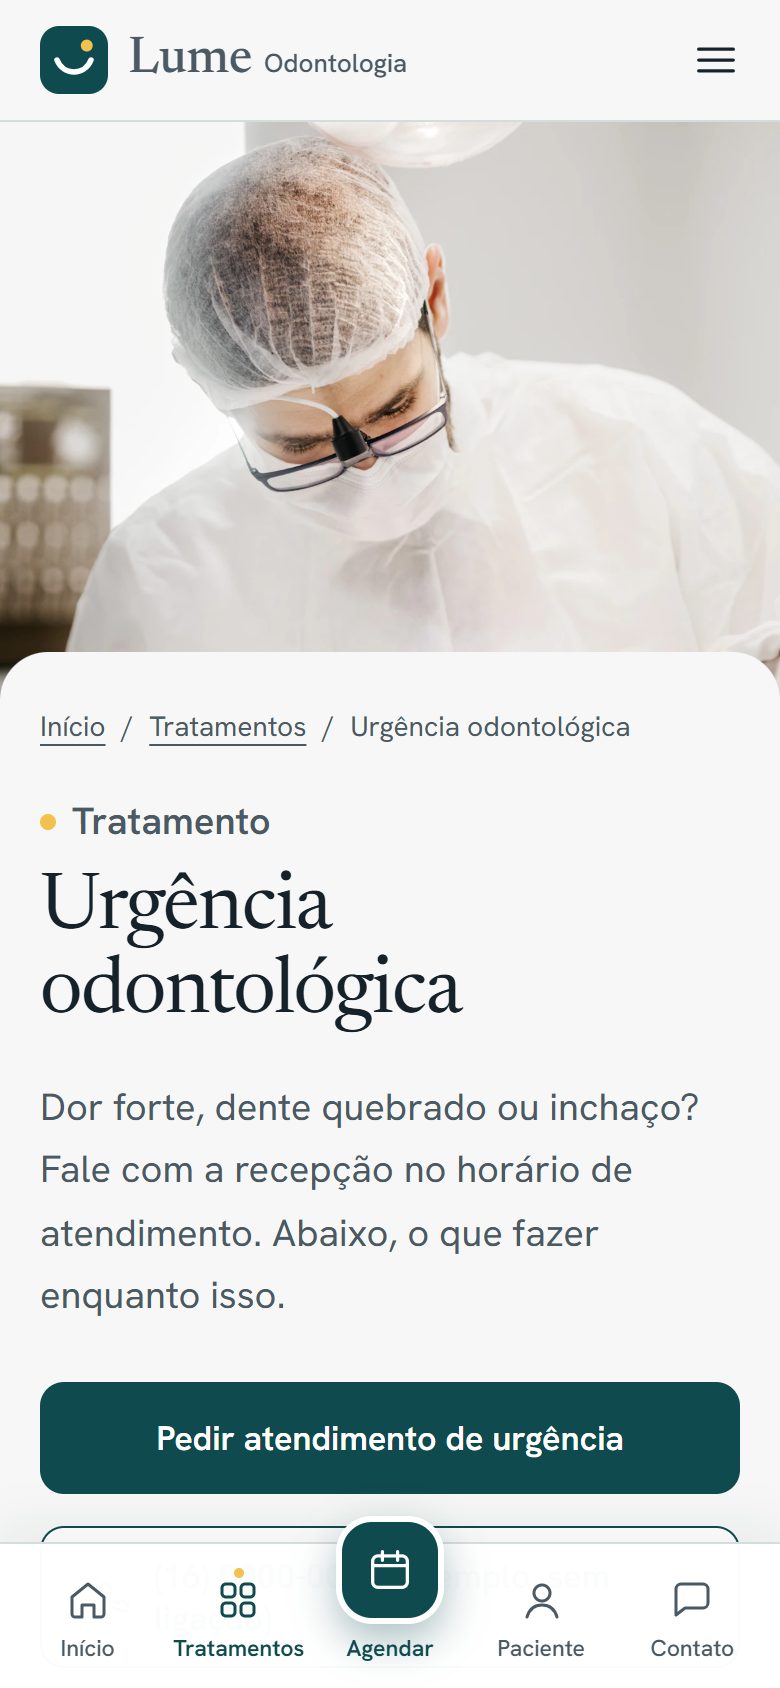 Lume Odontologia
Início / Tratamentos / Urgência odontológica
Tratamento
Urgência
odontológica
Dor forte, dente quebrado ou inchaço?
Fale com a recepção no horário de
atendimento. Abaixo, o que fazer
enquanto isso.
Pedir atendimento de urgência
Início Tratamentos Agendar Paciente Contato